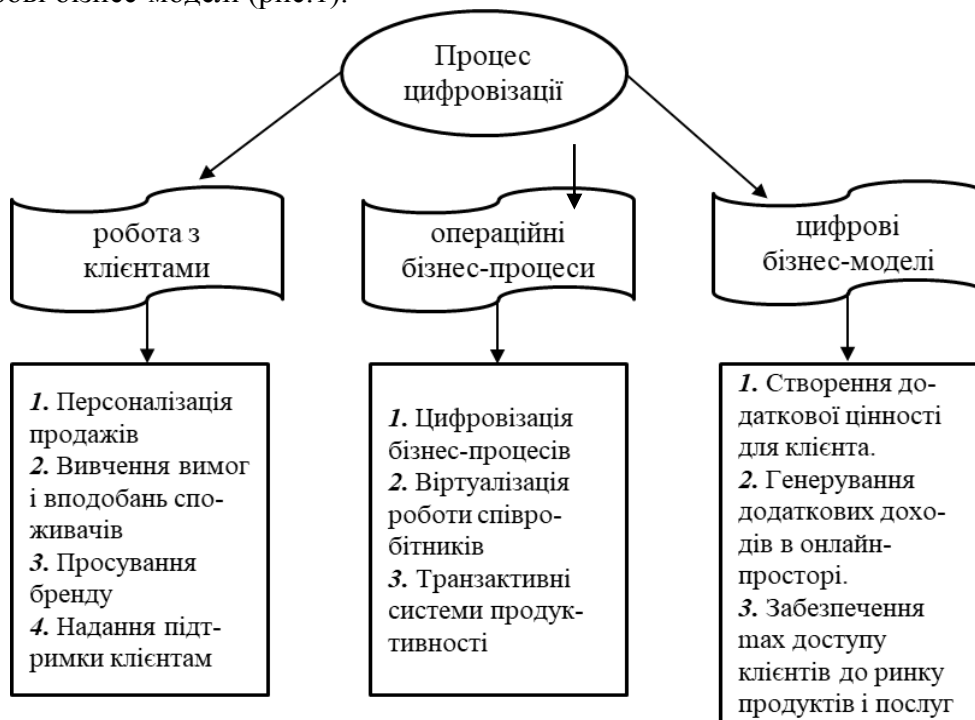 рові бізнес-моделі (рис.1).
Процес
цифровізації
робота з
клієнтами
операційні
бізнес-процеси
цифрові
бізнес-моделі
1. Персоналізація
продажів
2. Вивчення вимог
і вподобань спо-
живачів
3. Просування
бренду
4. Надання підт-
римки клієнтам
1. Цифровізація
бізнес-процесів
2. Віртуалізація
роботи співро-
бітників
3. Транзактивні
системи продук-
тивності
1. Створення до-
даткової цінності
для клієнта.
2. Генерування
додаткових дохо-
дів в онлайн-
просторі.
3. Забезпечення
max доступу
клієнтів до ринку
продуктів і послуг